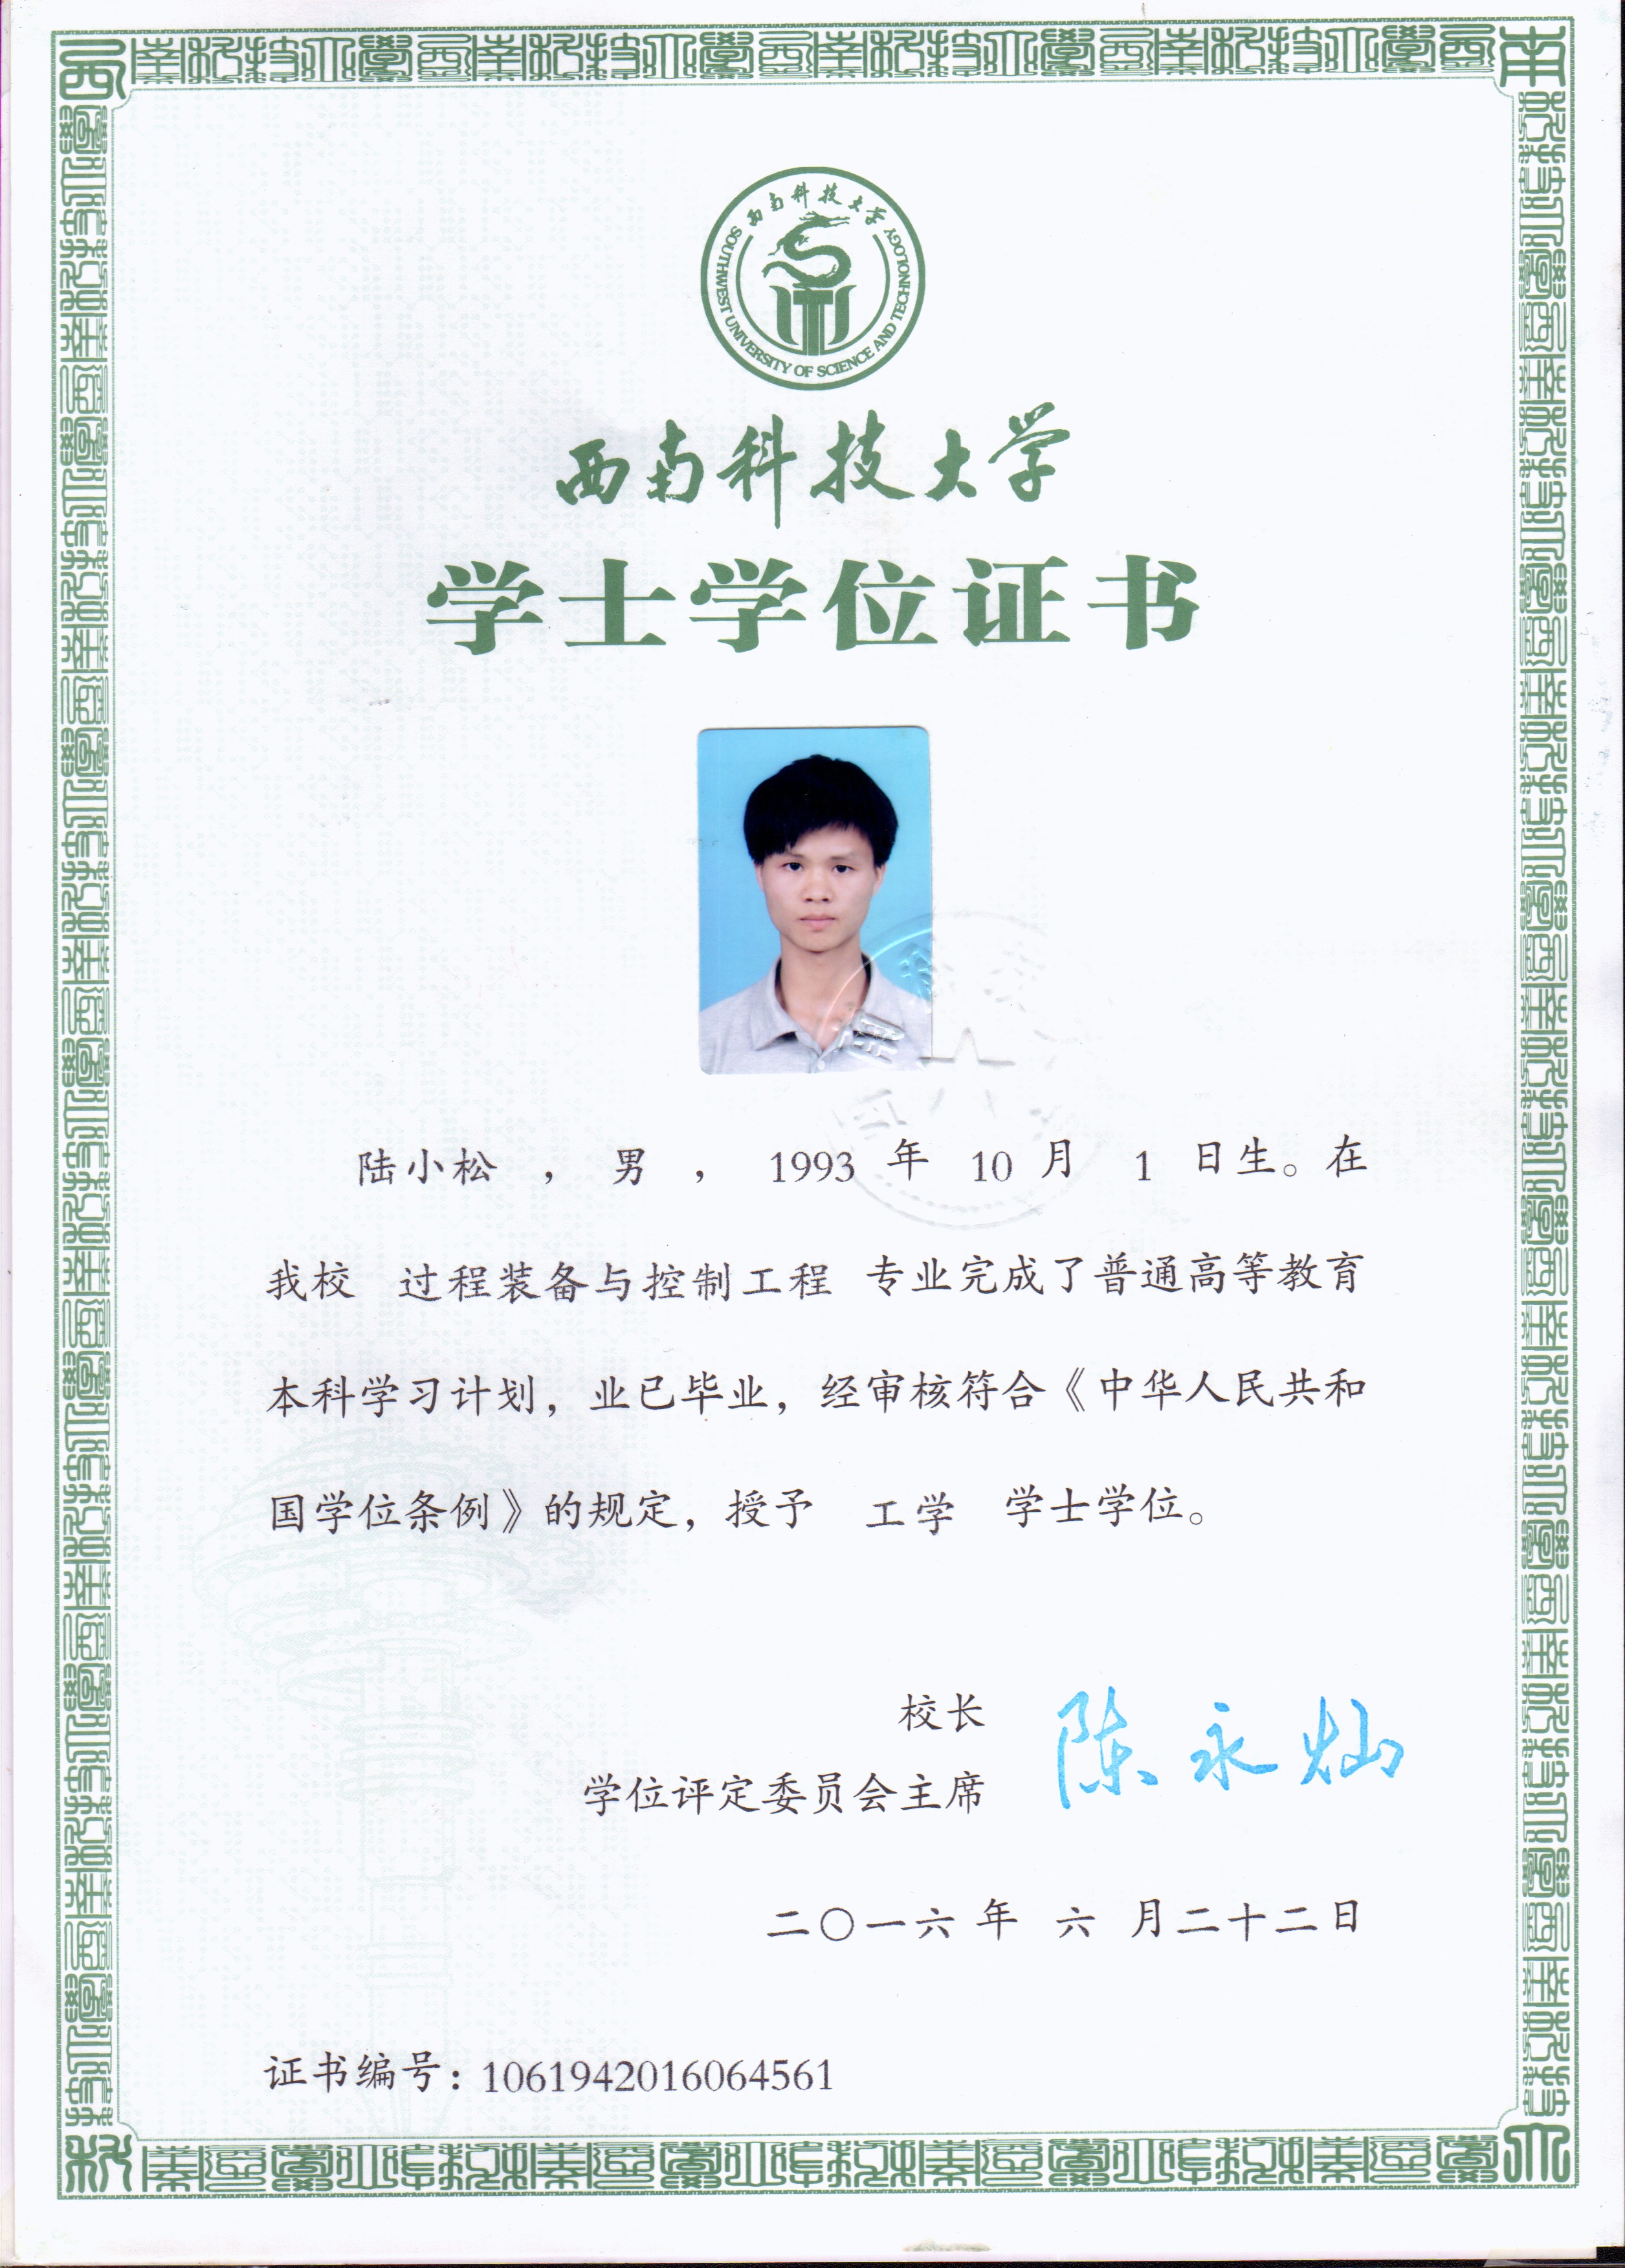 西南科技大学
SOUTHWEST UNIVERSITY OF SCIENCE AND TECHNOLOGY
西南科技大学
学士学位证书
陆小松 , 男 , 1993 年 10 月 1 日生。在
我校 过程装备与控制工程 专业完成了普通高等教育
本科学习计划，业已毕业，经审核符合《中华人民共和
国学位条例》的规定，授予 工学 学士学位。
校长
学位评定委员会主席
陈永灿
二〇一六 年 六 月二十二日
证书编号：1061942016064561